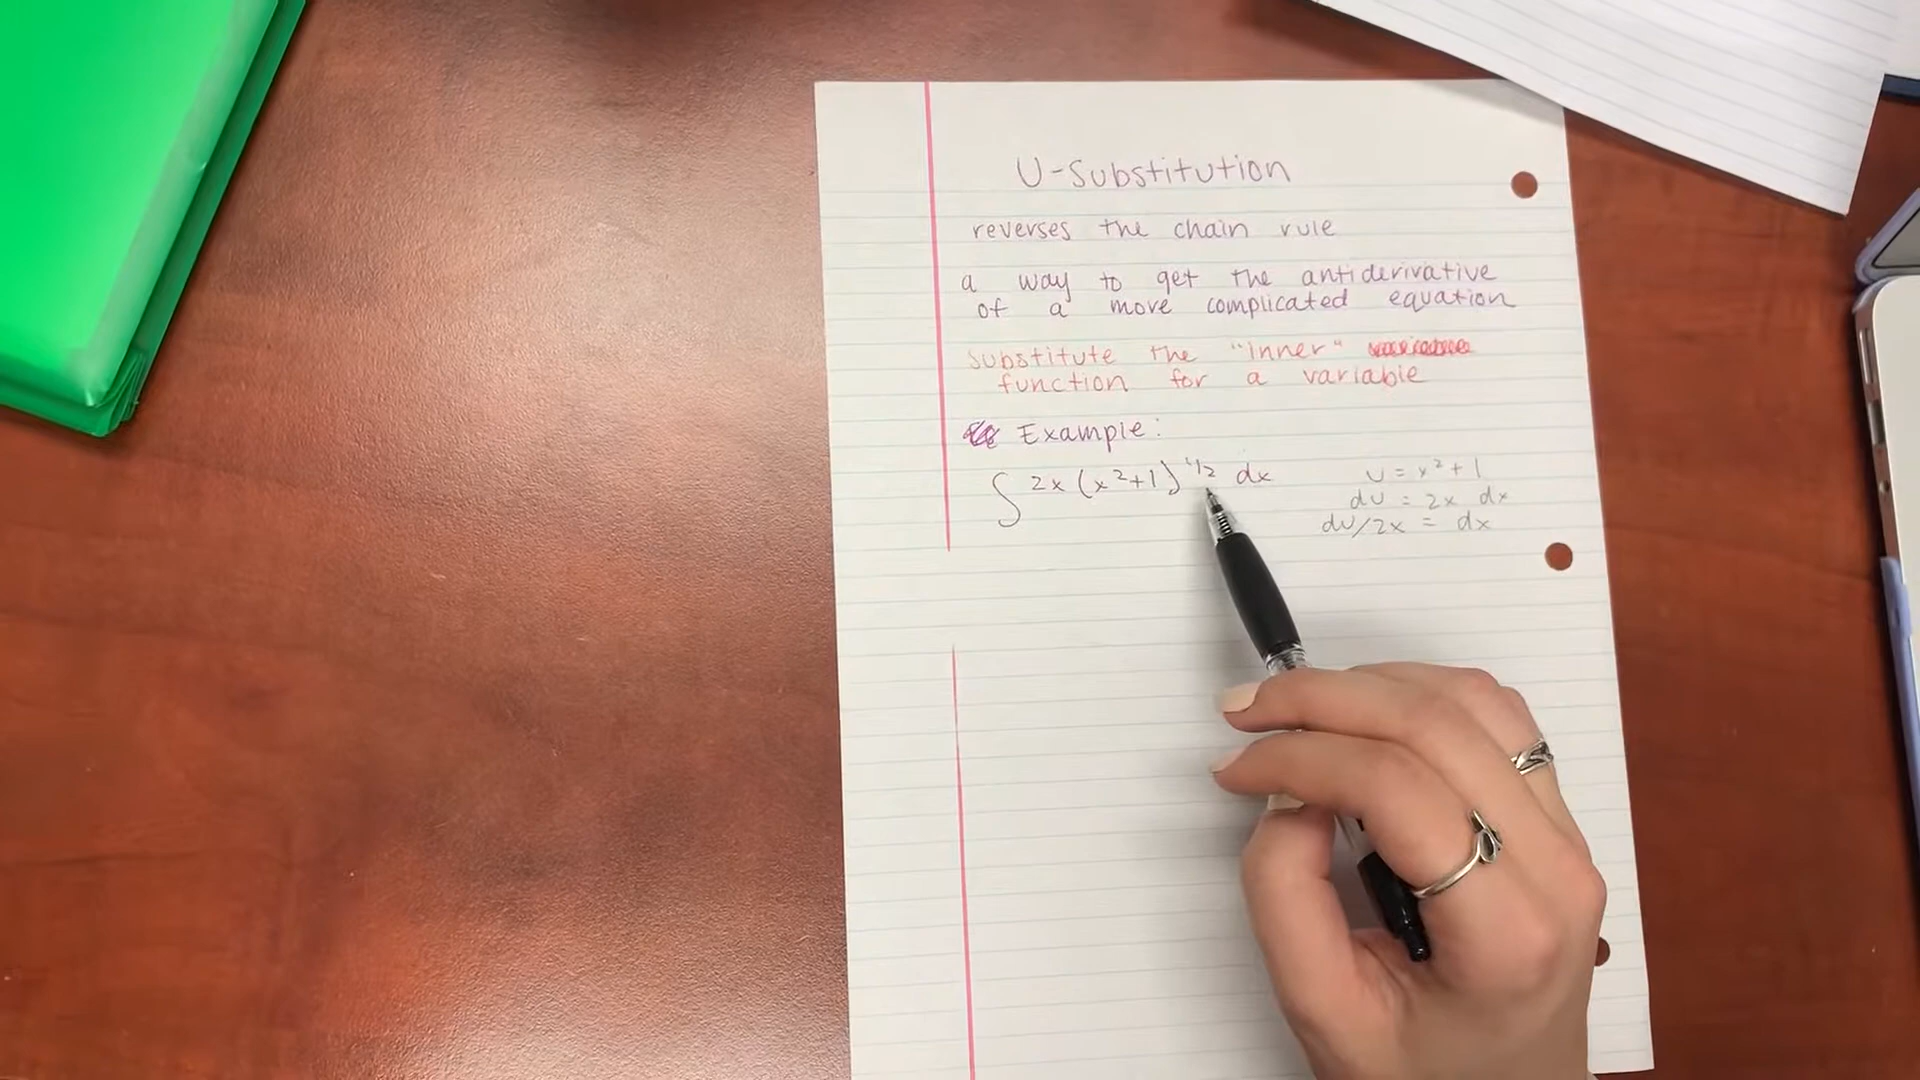 U-Substitution
reverses the chain rule
a way to get the antiderivative
of a more complicated equation
Substitute the "inner"
function for a variable
Example:
∫ 2x (x²+1)^1/2 dx
u = x² + 1
du = 2x dx
du/2x = dx